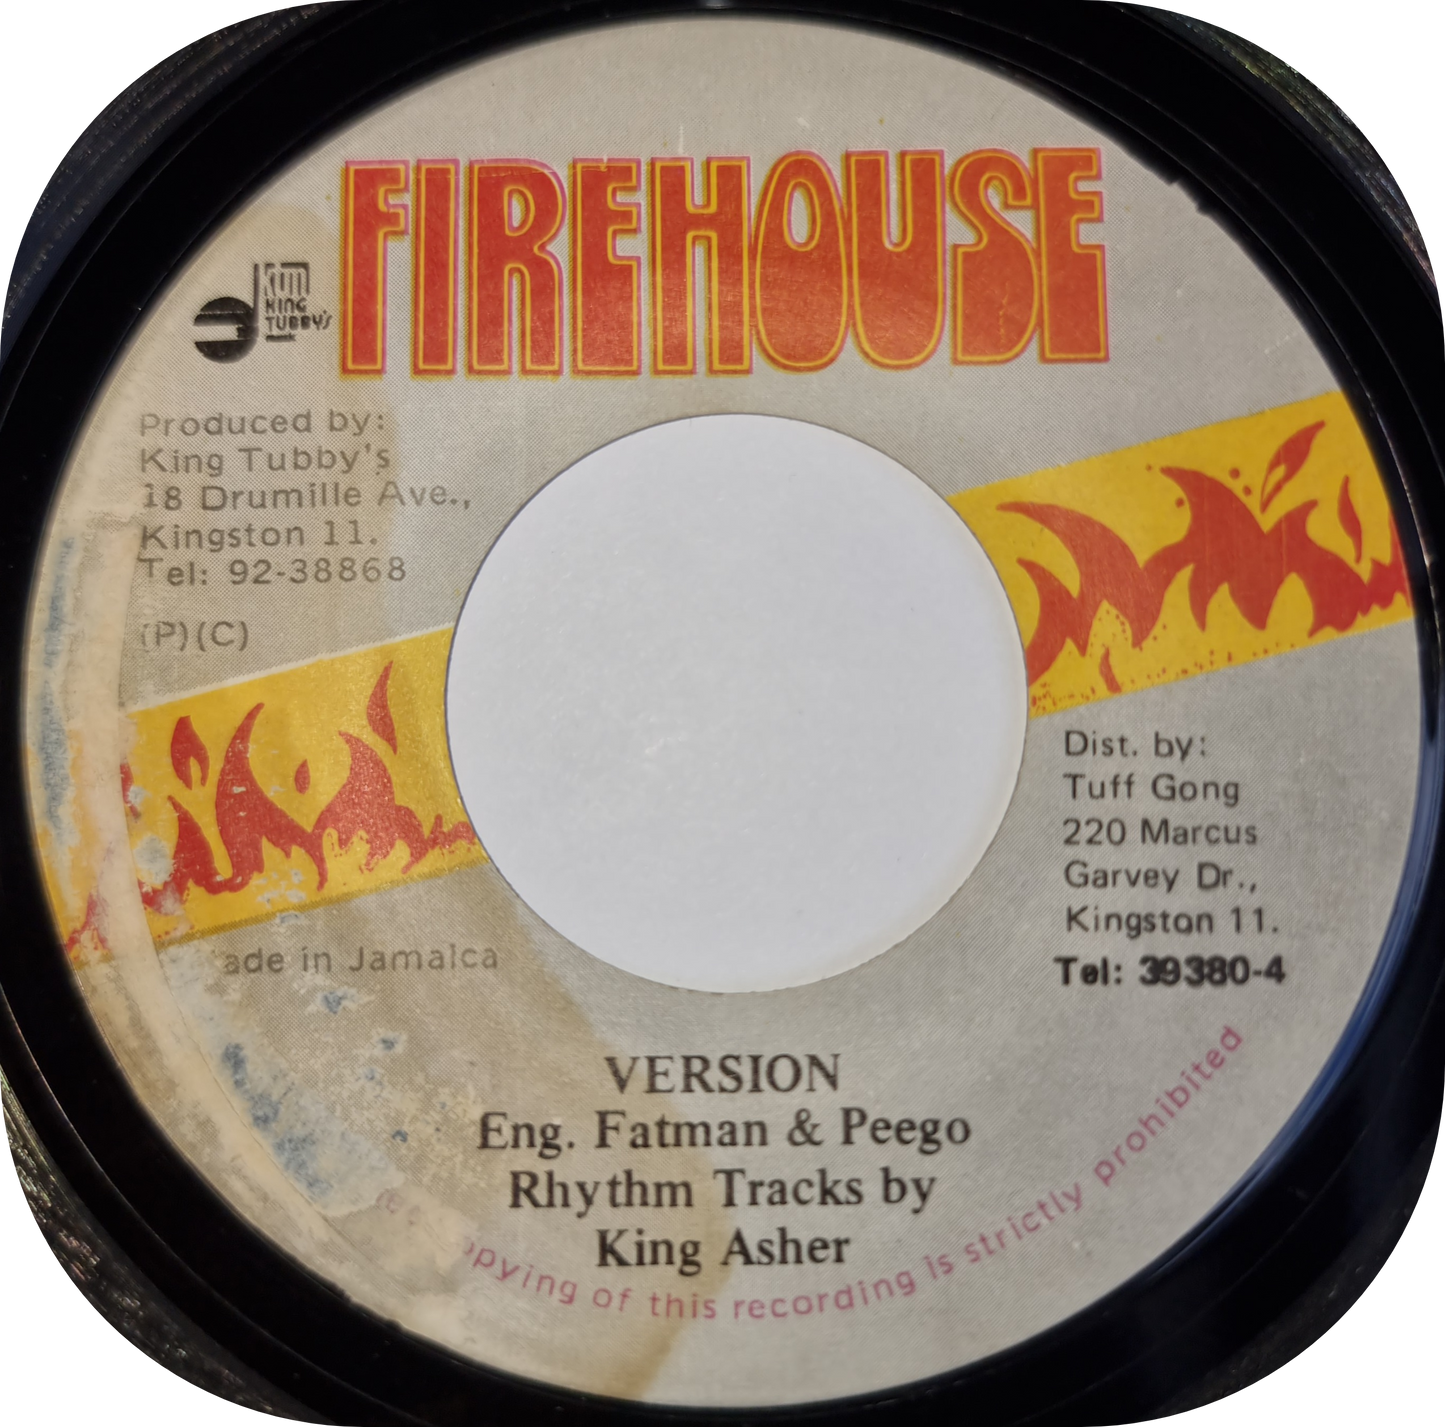 FIREHOUSE
KING
TUBBY'S
Produced by:
King Tubby's
18 Drumille Ave.,
Kingston 11.
Tel: 92-38868
(P)(C)
Dist. by:
Tuff Gong
220 Marcus
Garvey Dr.,
Kingston 11.
Tel: 39380-4
ade in Jamaica
VERSION
Eng. Fatman & Peego
Rhythm Tracks by
King Asher
opying of this recording is strictly prohibited